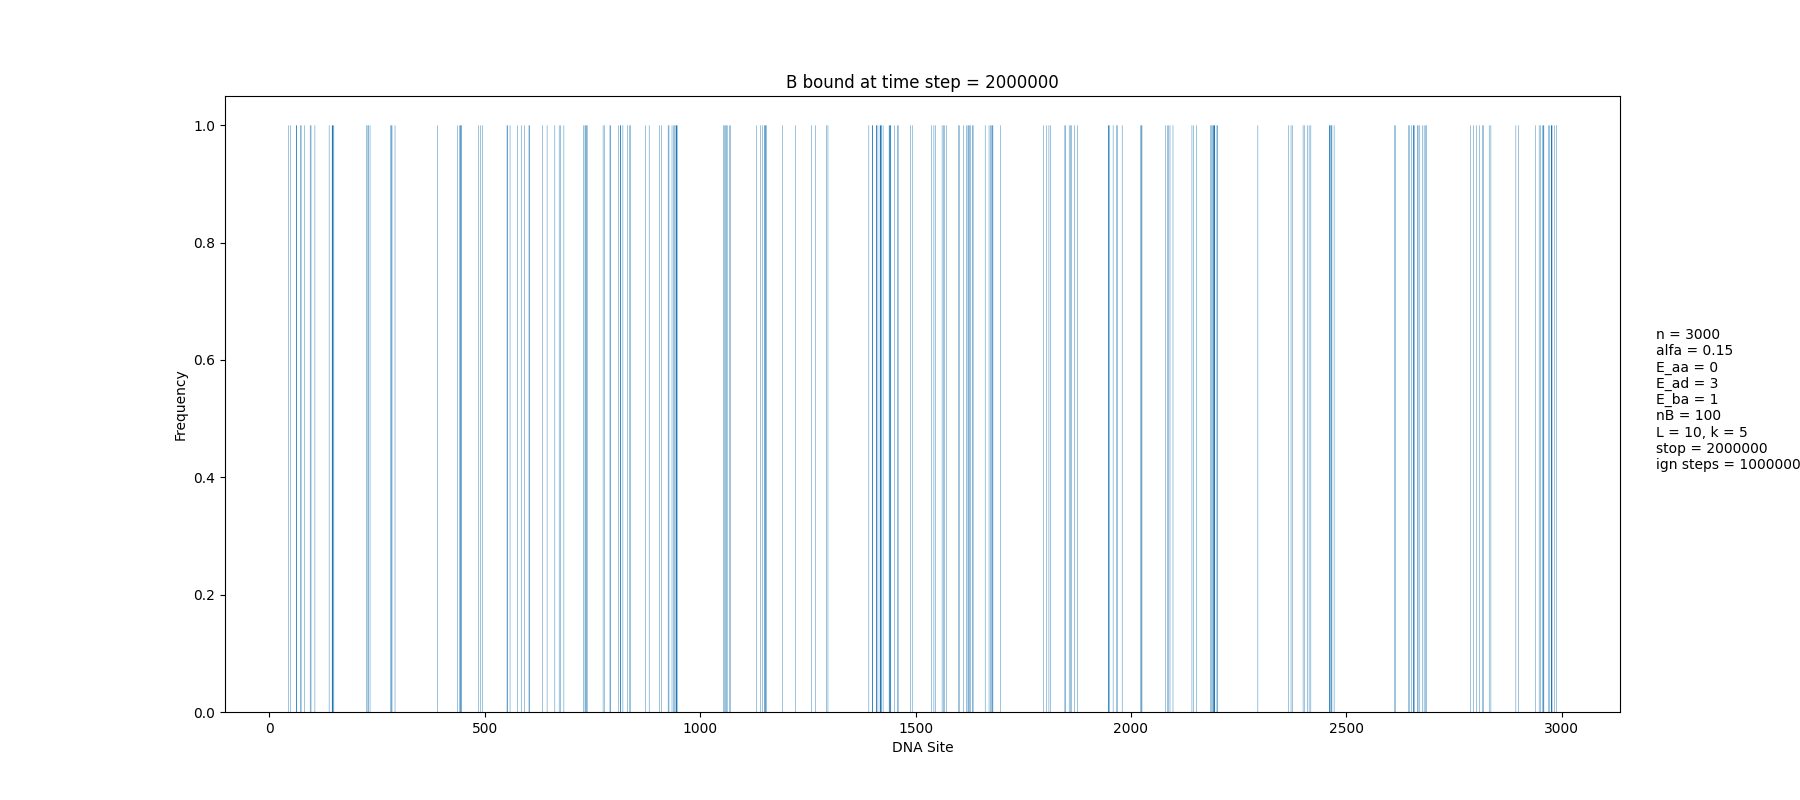 B bound at time step = 2000000
1.0
0.8
0.6
0.4
0.2
0.0
Frequency
0 500 1000 1500 2000 2500 3000
DNA Site
n = 3000
alfa = 0.15
E_aa = 0
E_ad = 3
E_ba = 1
nB = 100
L = 10, k = 5
stop = 2000000
ign steps = 1000000